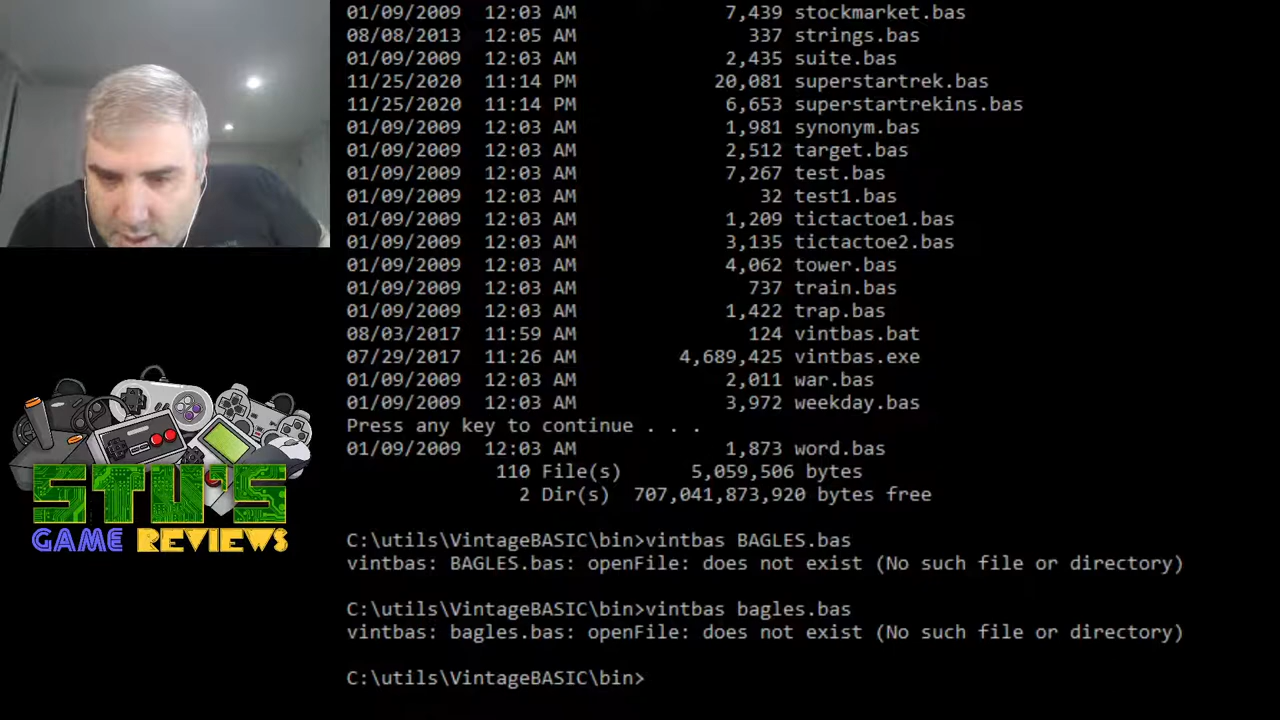 01/09/2009  12:03 AM             7,439 stockmarket.bas
08/08/2013  12:05 AM               337 strings.bas
01/09/2009  12:03 AM             2,435 suite.bas
11/25/2020  11:14 PM            20,081 superstartrek.bas
11/25/2020  11:14 PM             6,653 superstartrekins.bas
01/09/2009  12:03 AM             1,981 synonym.bas
01/09/2009  12:03 AM             2,512 target.bas
01/09/2009  12:03 AM             7,267 test.bas
01/09/2009  12:03 AM                32 test1.bas
01/09/2009  12:03 AM             1,209 tictactoe1.bas
01/09/2009  12:03 AM             3,135 tictactoe2.bas
01/09/2009  12:03 AM             4,062 tower.bas
01/09/2009  12:03 AM               737 train.bas
01/09/2009  12:03 AM             1,422 trap.bas
08/03/2017  11:59 AM               124 vintbas.bat
07/29/2017  11:26 AM         4,689,425 vintbas.exe
01/09/2009  12:03 AM             2,011 war.bas
01/09/2009  12:03 AM             3,972 weekday.bas
Press any key to continue . . .
01/09/2009  12:03 AM             1,873 word.bas
110 File(s)      5,059,506 bytes
2 Dir(s)  707,041,873,920 bytes free
C:\utils\VintageBASIC\bin>vintbas BAGLES.bas
vintbas: BAGLES.bas: openFile: does not exist (No such file or directory)
C:\utils\VintageBASIC\bin>vintbas bagles.bas
vintbas: bagles.bas: openFile: does not exist (No such file or directory)
C:\utils\VintageBASIC\bin>
STU'S
GAME REVIEWS